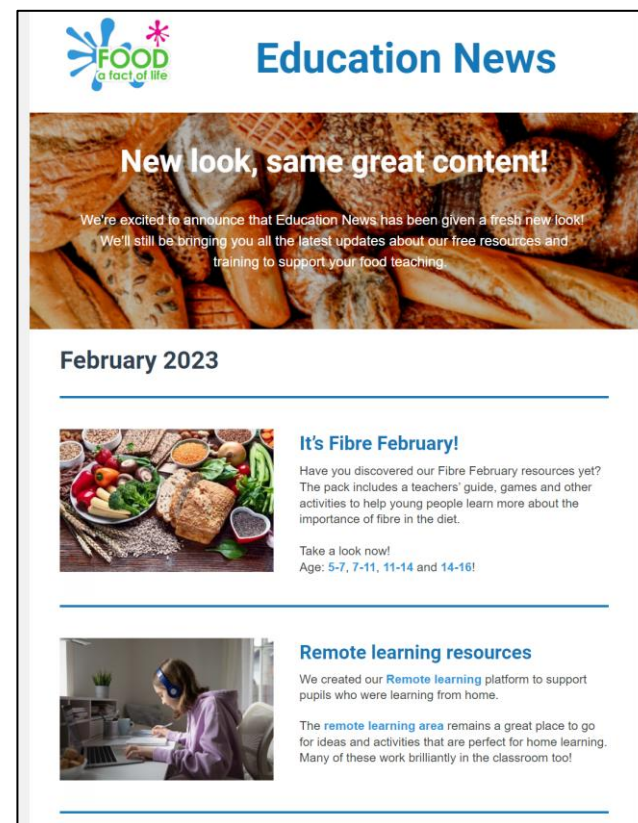 FOOD
a fact of life
Education News
New look, same great content!
We're excited to announce that Education News has been given a fresh new look!
We'll still be bringing you all the latest updates about our free resources and
training to support your food teaching.
February 2023
It's Fibre February!
Have you discovered our Fibre February resources yet?
The pack includes a teachers' guide, games and other
activities to help young people learn more about the
importance of fibre in the diet.
Take a look now!
Age: 5-7, 7-11, 11-14 and 14-16!
Remote learning resources
We created our Remote learning platform to support
pupils who were learning from home.
The remote learning area remains a great place to go
for ideas and activities that are perfect for home learning.
Many of these work brilliantly in the classroom too!